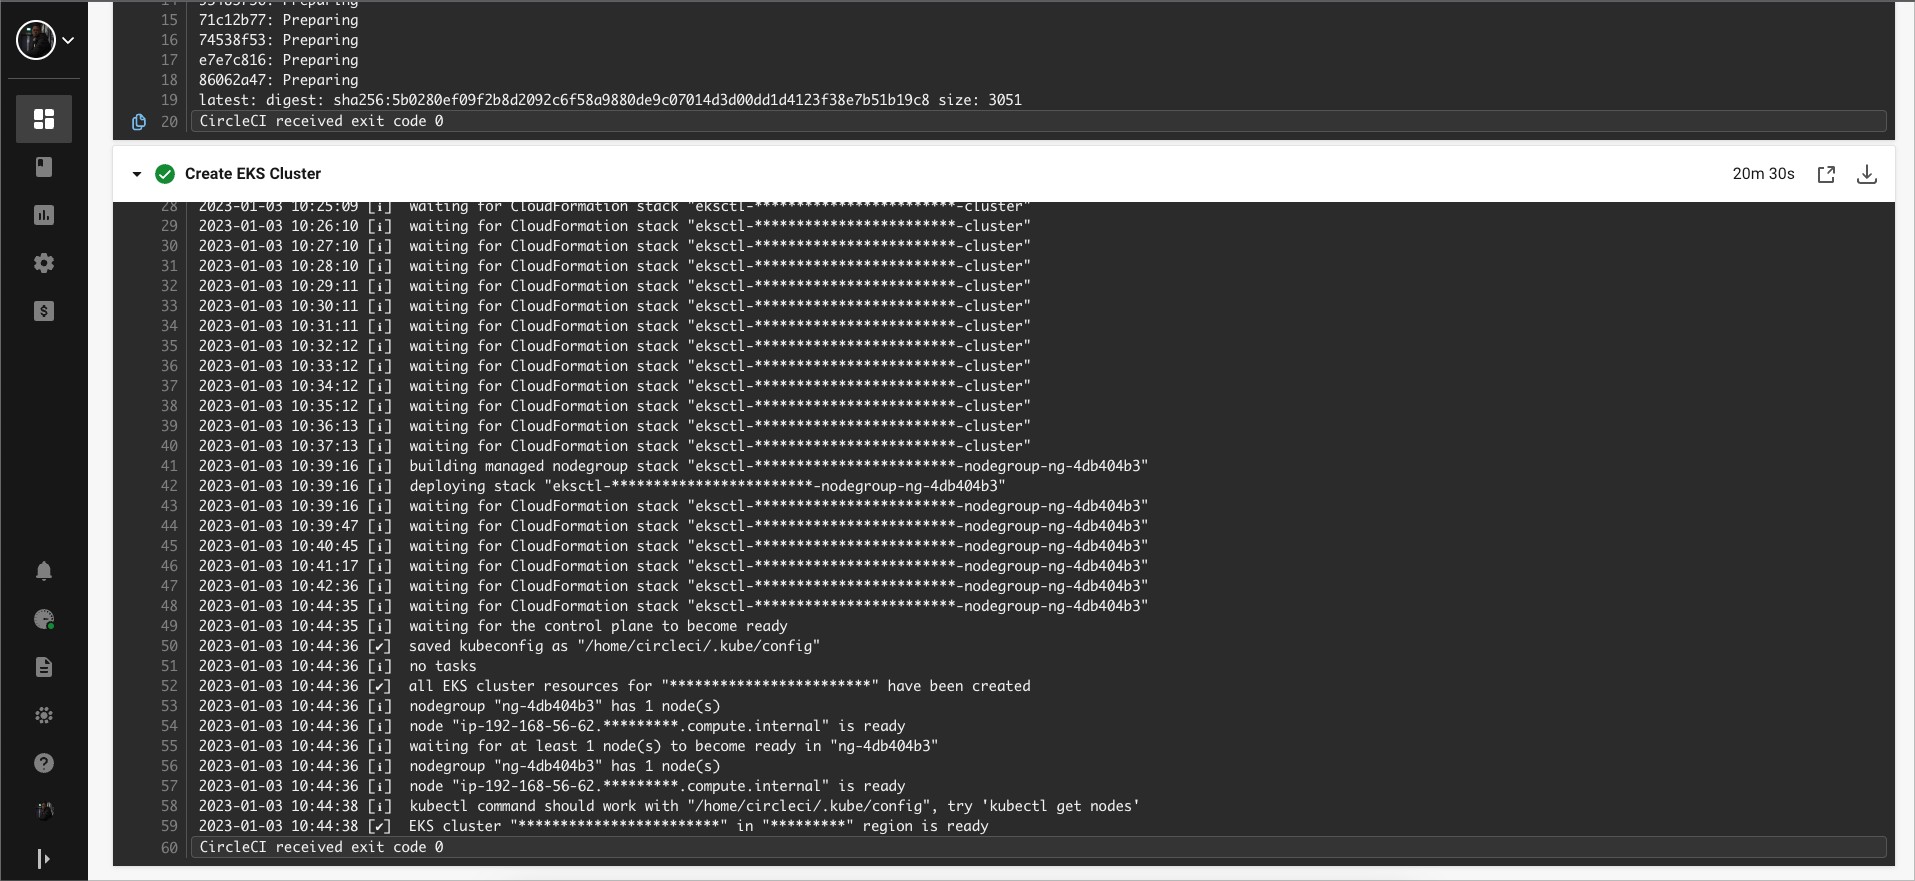 15 71c12b77: Preparing
16 74538f53: Preparing
17 e7e7c816: Preparing
18 86062a47: Preparing
19 latest: digest: sha256:5b0280ef09f2b8d2092c6f58a9880de9c07014d3d00dd1d4123f38e7b51b19c8 size: 3051
20 CircleCI received exit code 0
Create EKS Cluster 20m 30s
28 2023-01-03 10:25:09 [ℹ] waiting for CloudFormation stack "eksctl-************************-cluster"
29 2023-01-03 10:26:10 [ℹ] waiting for CloudFormation stack "eksctl-************************-cluster"
30 2023-01-03 10:27:10 [ℹ] waiting for CloudFormation stack "eksctl-************************-cluster"
31 2023-01-03 10:28:10 [ℹ] waiting for CloudFormation stack "eksctl-************************-cluster"
32 2023-01-03 10:29:11 [ℹ] waiting for CloudFormation stack "eksctl-************************-cluster"
33 2023-01-03 10:30:11 [ℹ] waiting for CloudFormation stack "eksctl-************************-cluster"
34 2023-01-03 10:31:11 [ℹ] waiting for CloudFormation stack "eksctl-************************-cluster"
35 2023-01-03 10:32:12 [ℹ] waiting for CloudFormation stack "eksctl-************************-cluster"
36 2023-01-03 10:33:12 [ℹ] waiting for CloudFormation stack "eksctl-************************-cluster"
37 2023-01-03 10:34:12 [ℹ] waiting for CloudFormation stack "eksctl-************************-cluster"
38 2023-01-03 10:35:12 [ℹ] waiting for CloudFormation stack "eksctl-************************-cluster"
39 2023-01-03 10:36:13 [ℹ] waiting for CloudFormation stack "eksctl-************************-cluster"
40 2023-01-03 10:37:13 [ℹ] waiting for CloudFormation stack "eksctl-************************-cluster"
41 2023-01-03 10:39:16 [ℹ] building managed nodegroup stack "eksctl-************************-nodegroup-ng-4db404b3"
42 2023-01-03 10:39:16 [ℹ] deploying stack "eksctl-************************-nodegroup-ng-4db404b3"
43 2023-01-03 10:39:16 [ℹ] waiting for CloudFormation stack "eksctl-************************-nodegroup-ng-4db404b3"
44 2023-01-03 10:39:47 [ℹ] waiting for CloudFormation stack "eksctl-************************-nodegroup-ng-4db404b3"
45 2023-01-03 10:40:45 [ℹ] waiting for CloudFormation stack "eksctl-************************-nodegroup-ng-4db404b3"
46 2023-01-03 10:41:17 [ℹ] waiting for CloudFormation stack "eksctl-************************-nodegroup-ng-4db404b3"
47 2023-01-03 10:42:36 [ℹ] waiting for CloudFormation stack "eksctl-************************-nodegroup-ng-4db404b3"
48 2023-01-03 10:44:35 [ℹ] waiting for CloudFormation stack "eksctl-************************-nodegroup-ng-4db404b3"
49 2023-01-03 10:44:35 [ℹ] waiting for the control plane to become ready
50 2023-01-03 10:44:36 [✔] saved kubeconfig as "/home/circleci/.kube/config"
51 2023-01-03 10:44:36 [ℹ] no tasks
52 2023-01-03 10:44:36 [✔] all EKS cluster resources for "************************" have been created
53 2023-01-03 10:44:36 [ℹ] nodegroup "ng-4db404b3" has 1 node(s)
54 2023-01-03 10:44:36 [ℹ] node "ip-192-168-56-62.*********.compute.internal" is ready
55 2023-01-03 10:44:36 [ℹ] waiting for at least 1 node(s) to become ready in "ng-4db404b3"
56 2023-01-03 10:44:36 [ℹ] nodegroup "ng-4db404b3" has 1 node(s)
57 2023-01-03 10:44:36 [ℹ] node "ip-192-168-56-62.*********.compute.internal" is ready
58 2023-01-03 10:44:38 [ℹ] kubectl command should work with "/home/circleci/.kube/config", try 'kubectl get nodes'
59 2023-01-03 10:44:38 [✔] EKS cluster "************************" in "*********" region is ready
60 CircleCI received exit code 0